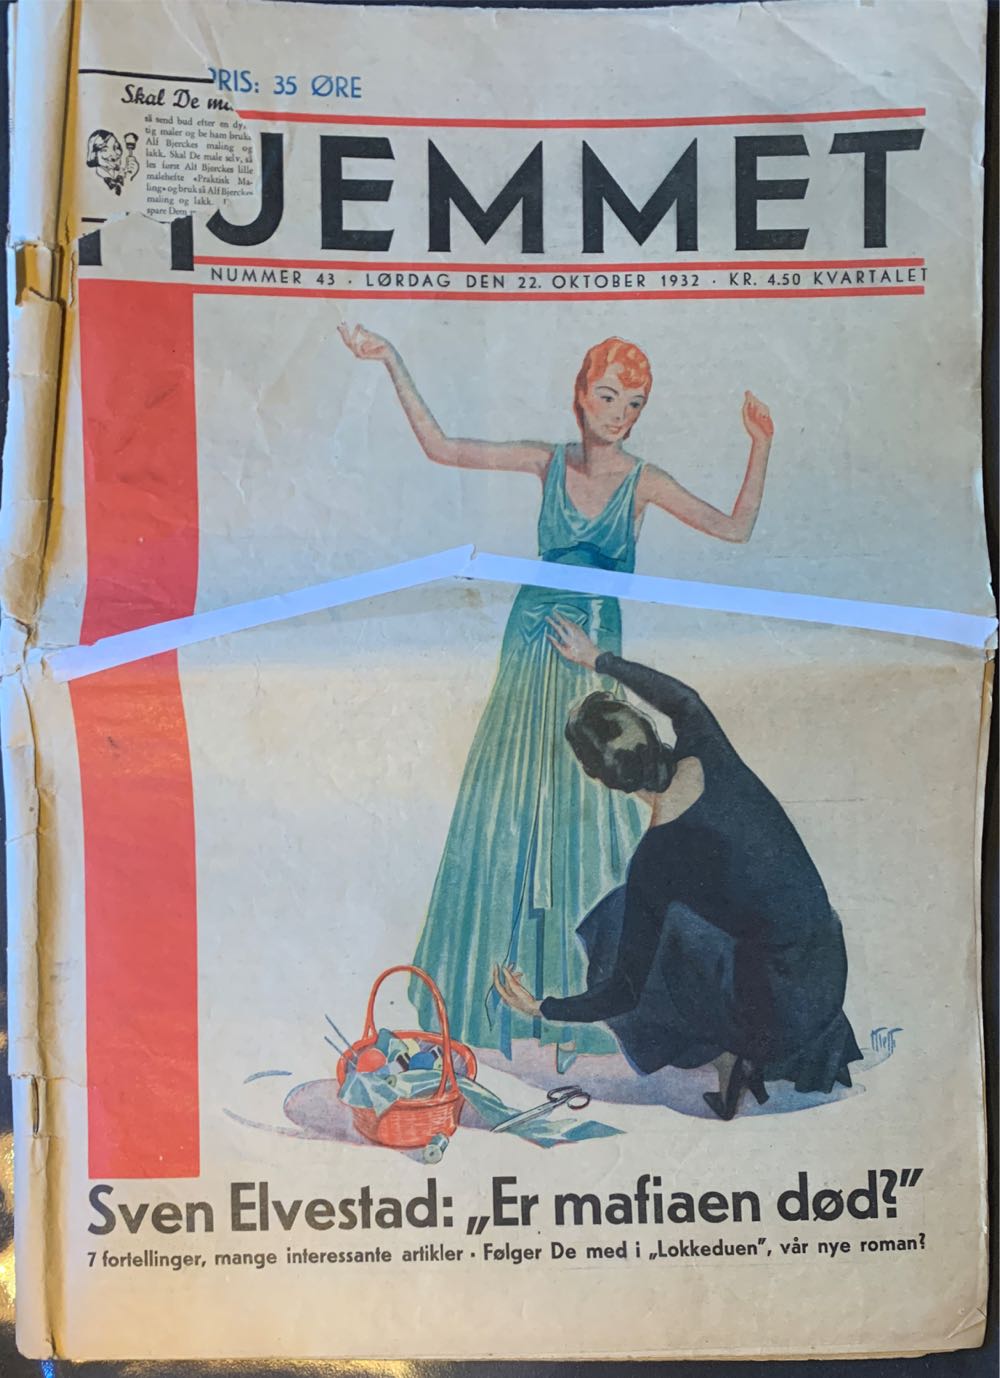 PRIS: 35 ØRE
Skal De
så send bud efter en dy.
tig maler og be ham bruke
Alf Bjerckes maling og
lakk. Skal De male selv, så
les først Alf Bjerckes lille
malehefte «Praktisk Ma-
ling» og bruk så Alf Bjerckes
maling og lakk.
spare Dem
HJEMMET
NUMMER 43 · LØRDAG DEN 22. OKTOBER 1932 · KR. 4.50 KVARTALET
Sven Elvestad: „Er mafiaen død?”
7 fortellinger, mange interessante artikler · Følger De med i „Lokkeduen”, vår nye roman?